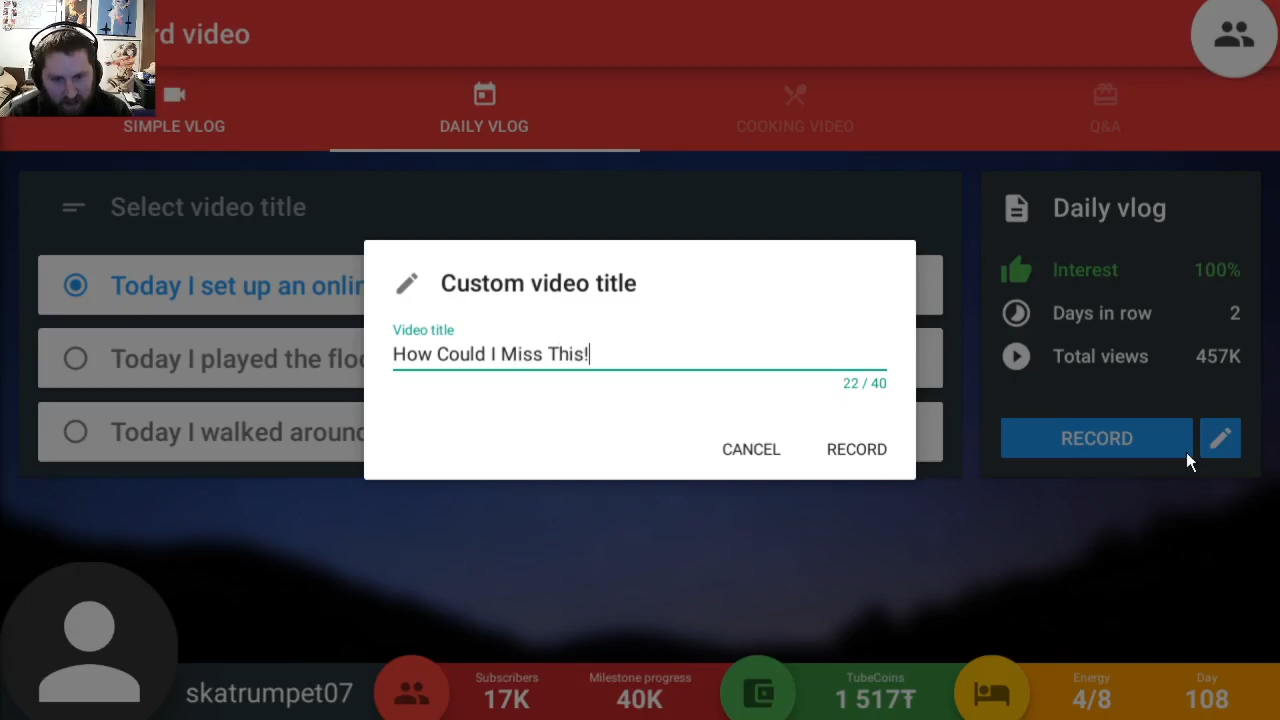 rd video
SIMPLE VLOG
DAILY VLOG
COOKING VIDEO
Q&A
Select video title
Today I set up an onlin
Today I played the floo
Today I walked around
Custom video title
Video title
How Could I Miss This!
22 / 40
CANCEL
RECORD
Daily vlog
Interest 100%
Days in row 2
Total views 457K
RECORD
skatrumpet07
Subscribers
17K
Milestone progress
40K
TubeCoins
1 517Ŧ
Energy
4/8
Day
108